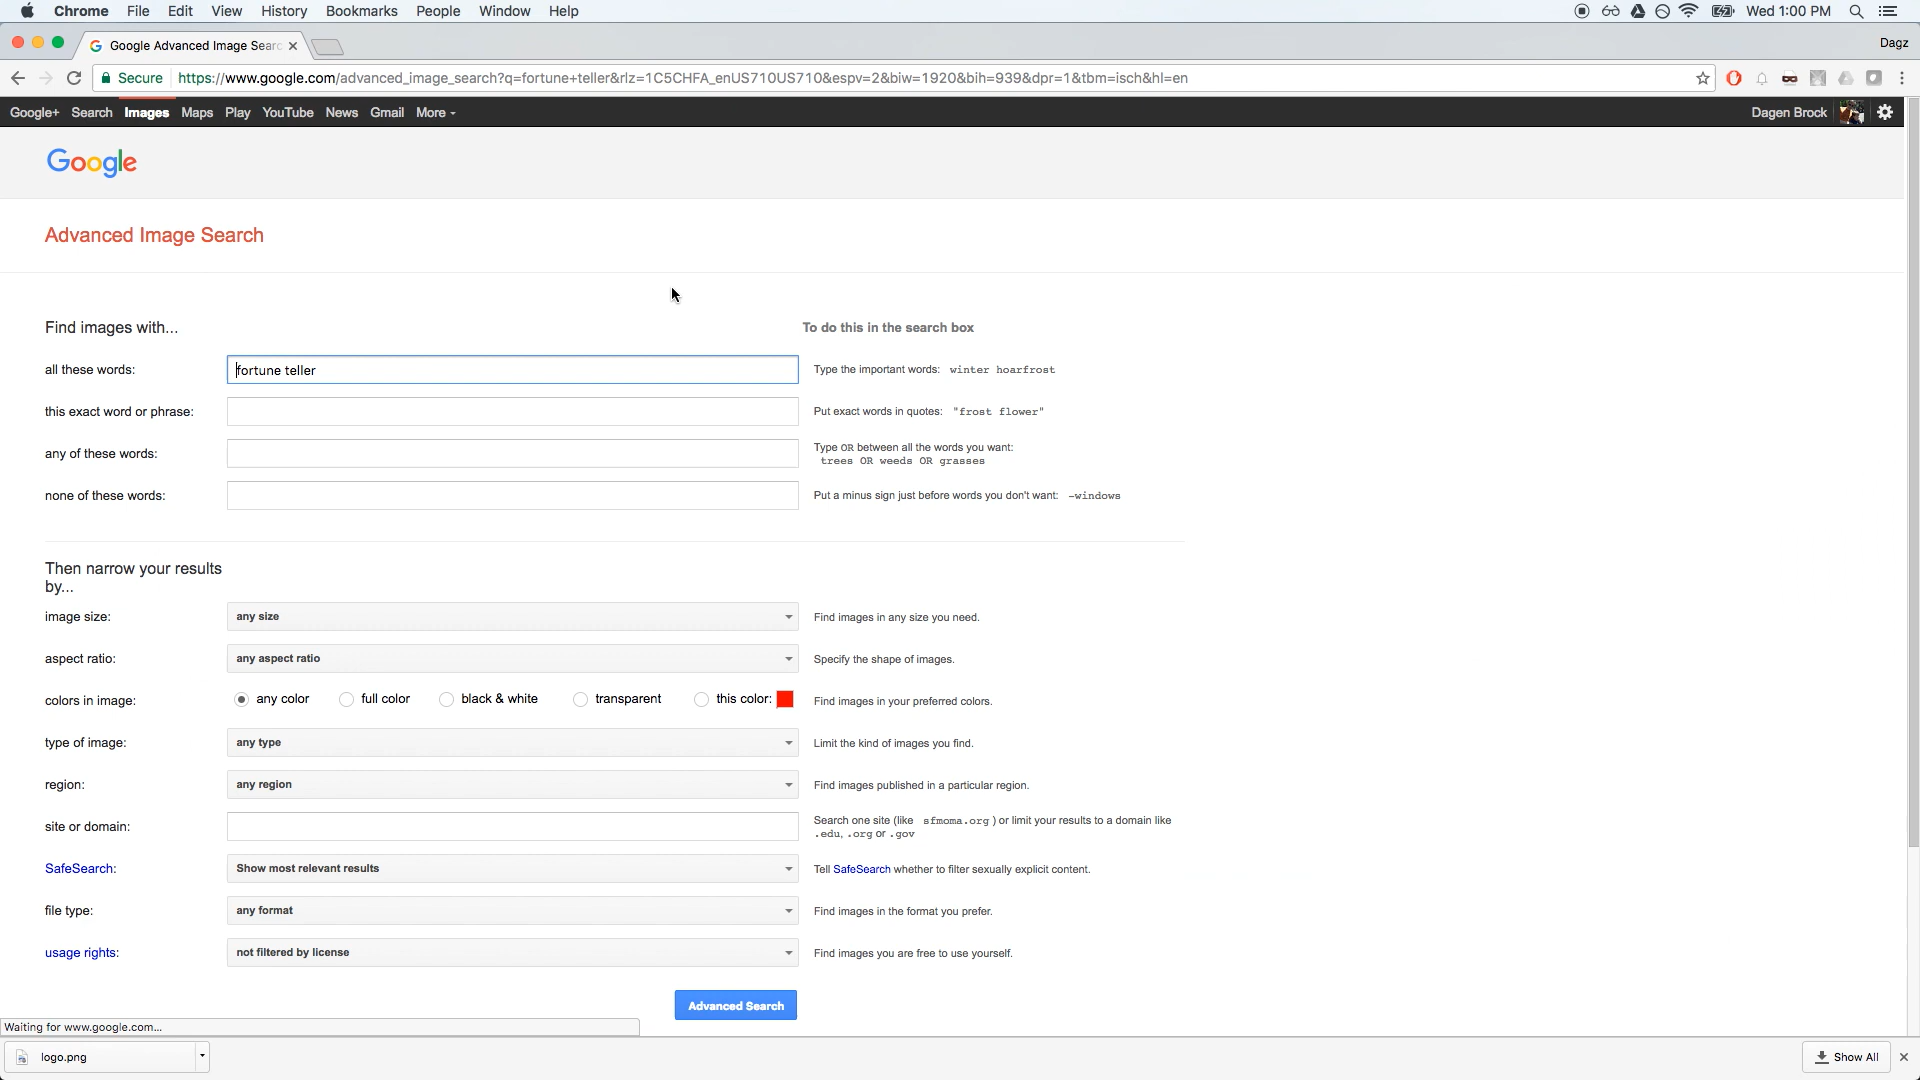 Chrome File Edit View History Bookmarks People Window Help Wed 1:00 PM
Google Advanced Image Searc Dagz
Secure https://www.google.com/advanced_image_search?q=fortune+teller&rlz=1C5CHFA_enUS710US710&espv=2&biw=1920&bih=939&dpr=1&tbm=isch&hl=en
Google+ Search Images Maps Play YouTube News Gmail More Dagen Brock
Google
Advanced Image Search
Find images with... To do this in the search box
all these words: fortune teller Type the important words: winter hoarfrost
this exact word or phrase: Put exact words in quotes: "frost flower"
any of these words: Type OR between all the words you want:
trees OR weeds OR grasses
none of these words: Put a minus sign just before words you don't want: -windows
Then narrow your results
by...
image size: any size Find images in any size you need.
aspect ratio: any aspect ratio Specify the shape of images.
colors in image: any color full color black & white transparent this color: Find images in your preferred colors.
type of image: any type Limit the kind of images you find.
region: any region Find images published in a particular region.
site or domain: Search one site (like sfmoma.org ) or limit your results to a domain like
.edu, .org or .gov
SafeSearch: Show most relevant results Tell SafeSearch whether to filter sexually explicit content.
file type: any format Find images in the format you prefer.
usage rights: not filtered by license Find images you are free to use yourself.
Advanced Search
Waiting for www.google.com...
logo.png Show All